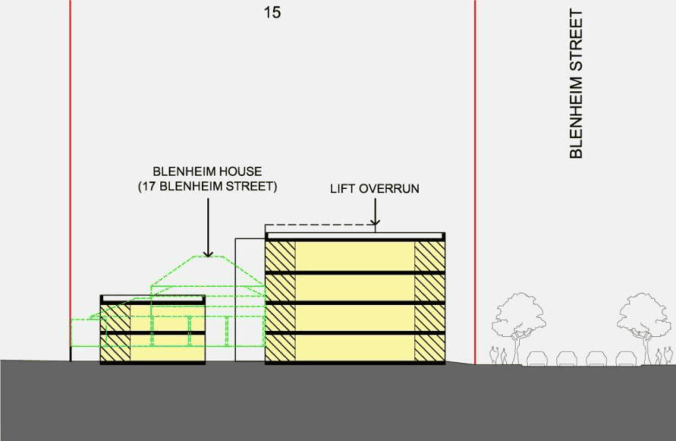 15
BLENHEIM STREET
BLENHEIM HOUSE
(17 BLENHEIM STREET)
LIFT OVERRUN